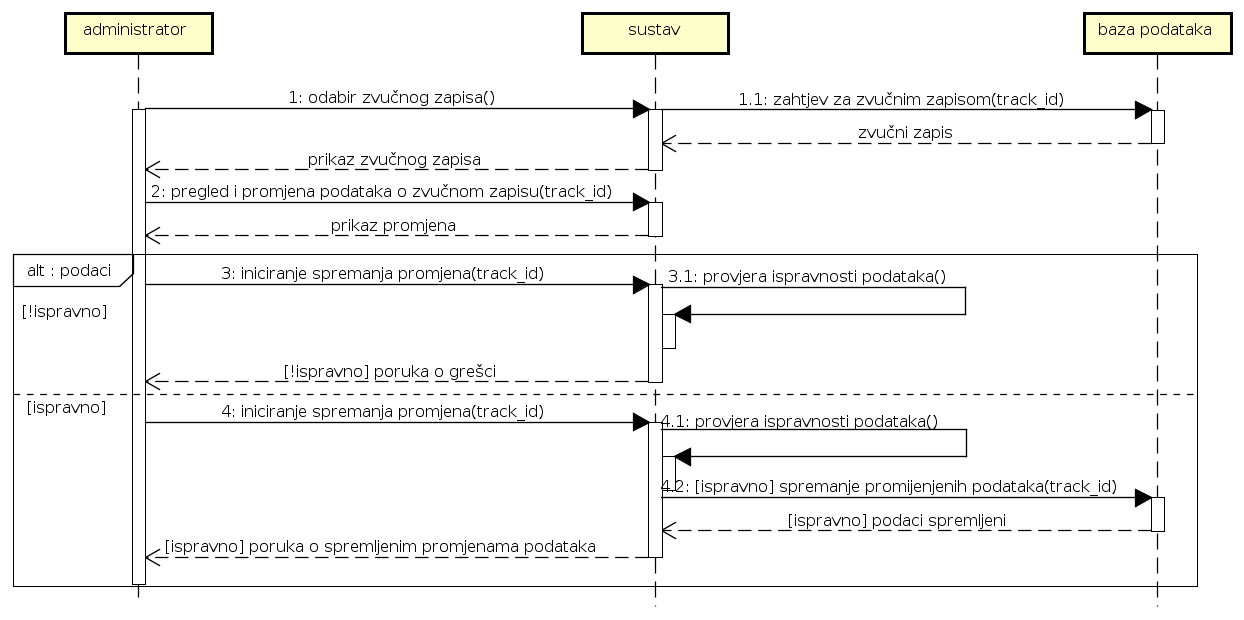 administrator
sustav
baza podataka
1: odabir zvučnog zapisa()
1.1: zahtjev za zvučnim zapisom(track_id)
zvučni zapis
prikaz zvučnog zapisa
2: pregled i promjena podataka o zvučnom zapisu(track_id)
prikaz promjena
alt : podaci
3: iniciranje spremanja promjena(track_id)
3.1: provjera ispravnosti podataka()
[!ispravno]
[!ispravno] poruka o grešci
[ispravno]
4: iniciranje spremanja promjena(track_id)
4.1: provjera ispravnosti podataka()
4.2: [ispravno] spremanje promijenjenih podataka(track_id)
[ispravno] podaci spremljeni
[ispravno] poruka o spremljenim promjenama podataka